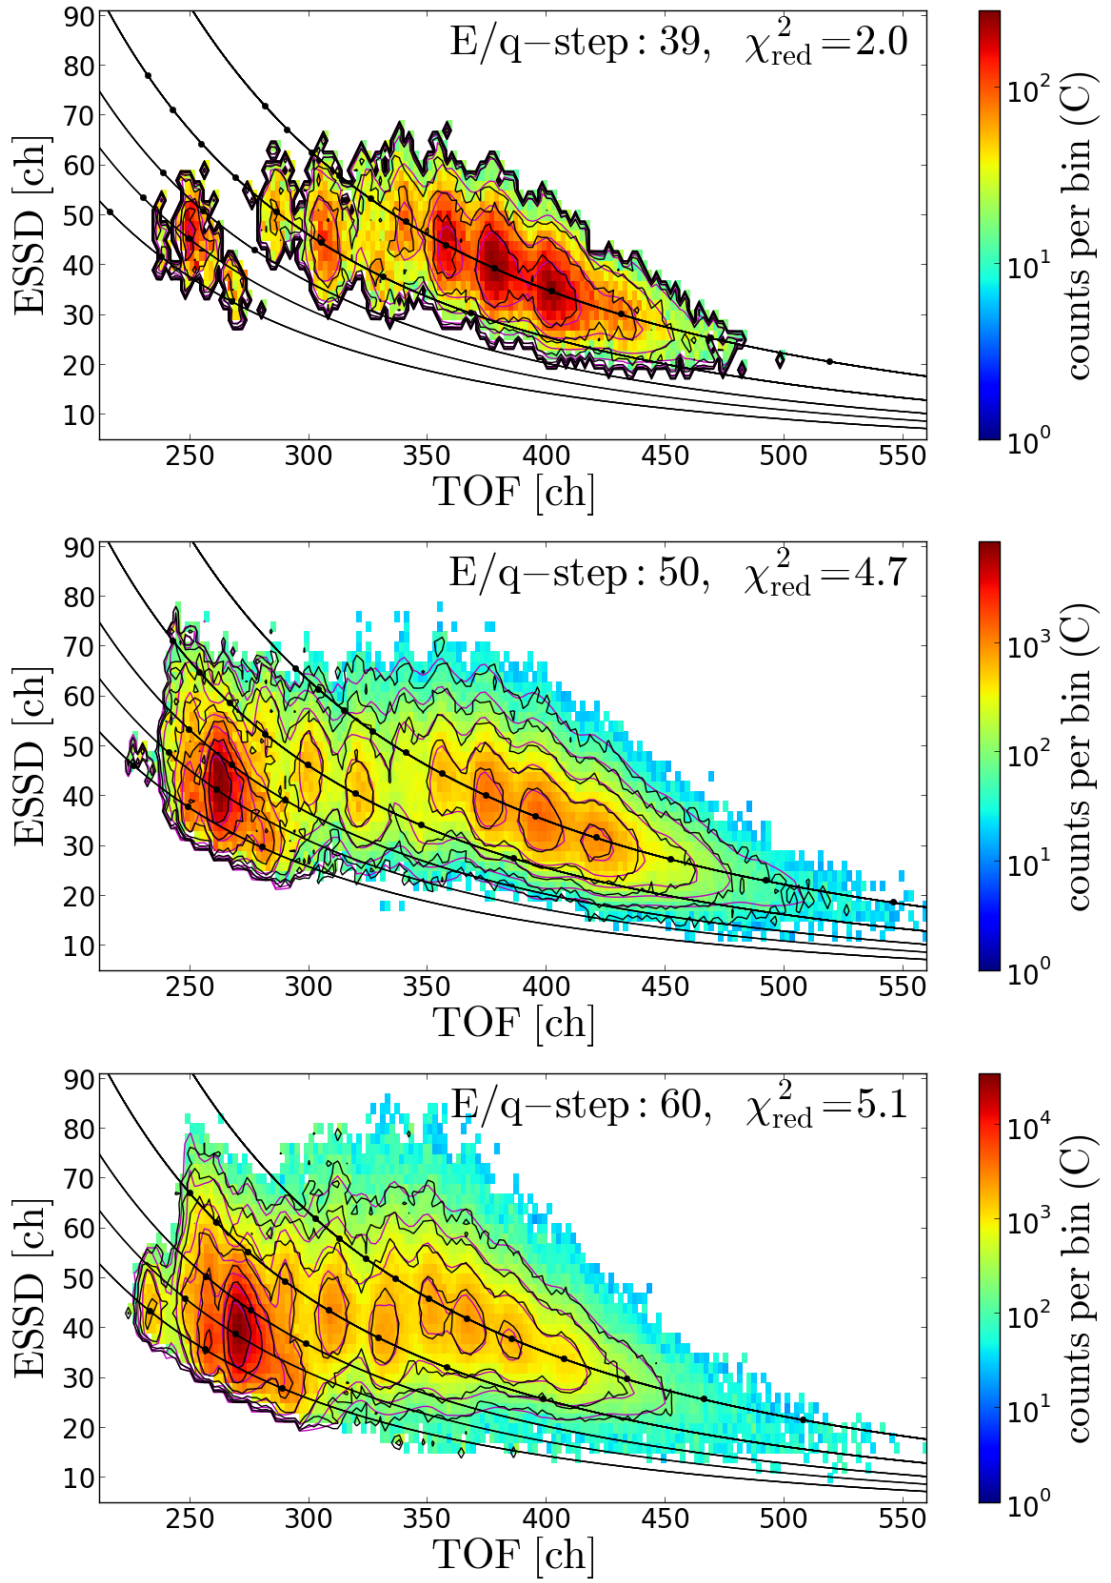 E/q−step: 39, χ²red=2.0
90
80
70
60
50
40
30
20
10
ESSD [ch]
250 300 350 400 450 500 550
TOF [ch]
10²
10¹
10⁰
counts per bin (C)
E/q−step: 50, χ²red=4.7
90
80
70
60
50
40
30
20
10
ESSD [ch]
250 300 350 400 450 500 550
TOF [ch]
10³
10²
10¹
10⁰
counts per bin (C)
E/q−step: 60, χ²red=5.1
90
80
70
60
50
40
30
20
10
ESSD [ch]
250 300 350 400 450 500 550
TOF [ch]
10⁴
10³
10²
10¹
10⁰
counts per bin (C)